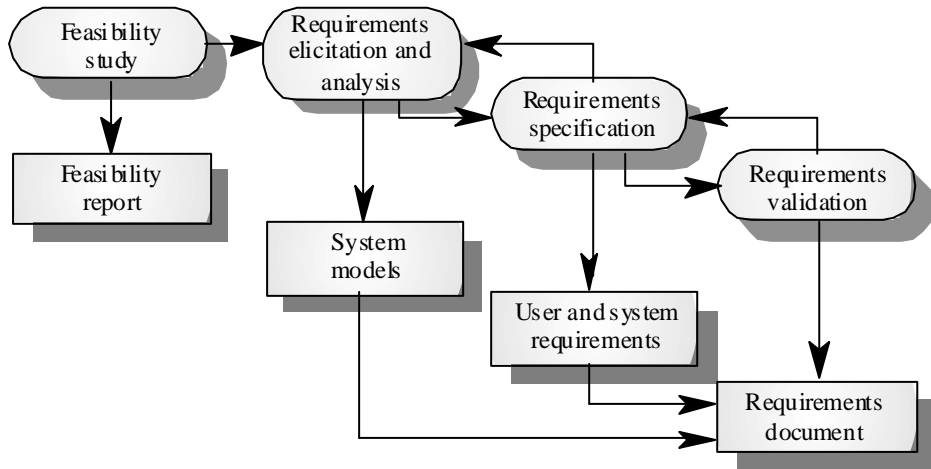 Feasibility
study
Requirements
elicitation and
analysis
Requirements
specification
Requirements
validation
Feasibility
report
System
models
User and system
requirements
Requirements
document